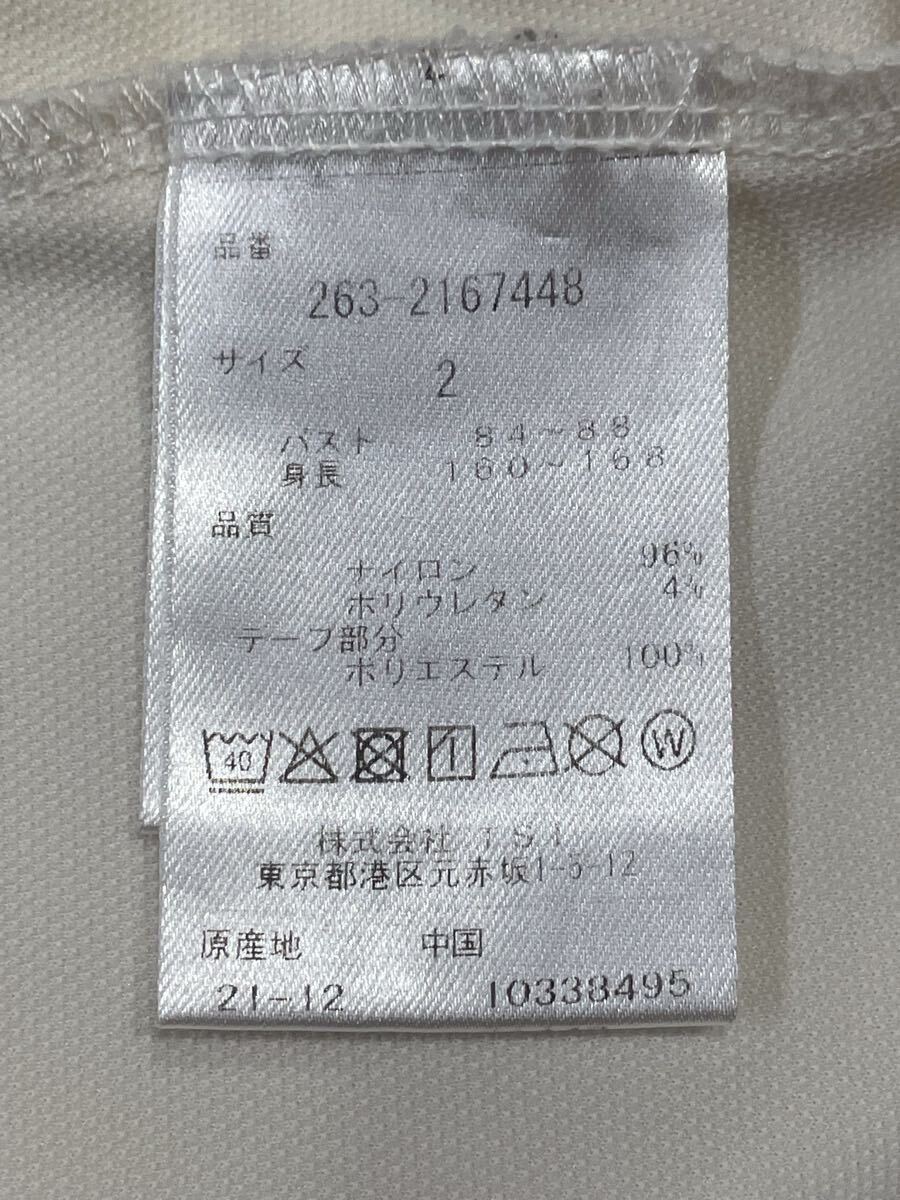 品番
263-2167448
サイズ
2
バスト 84~88
身長 160~168
品質
ナイロン 96%
ポリウレタン 4%
テープ部分
ポリエステル 100%
40
W
株式会社 TSI
東京都港区元赤坂1-5-12
原産地 中国
21-12 10338495